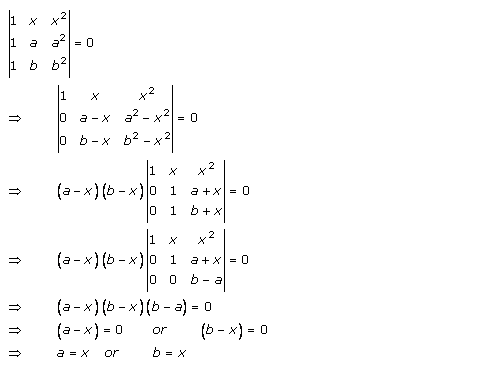 |1 x x²|
|1 a a²| = 0
|1 b b²|
|1 x x²|
⇒ |0 a − x a² − x²| = 0
|0 b − x b² − x²|
|1 x x²|
⇒ (a − x)(b − x) |0 1 a + x| = 0
|0 1 b + x|
|1 x x²|
⇒ (a − x)(b − x) |0 1 a + x| = 0
|0 0 b − a|
⇒ (a − x)(b − x)(b − a) = 0
⇒ (a − x) = 0 or (b − x) = 0
⇒ a = x or b = x